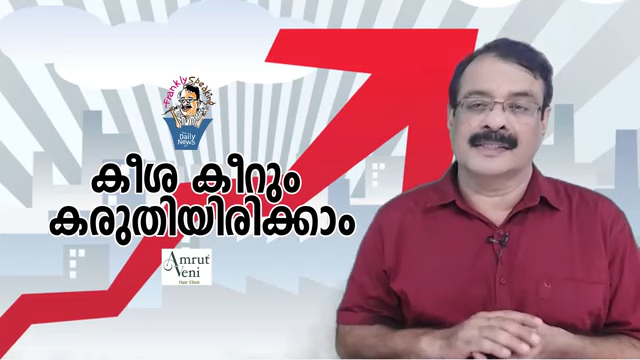 Frankly Speaking
Daily
NewS
കീശ കീറും
കരുതിയിരിക്കാം
Amrut
Veni
Hair Elixir